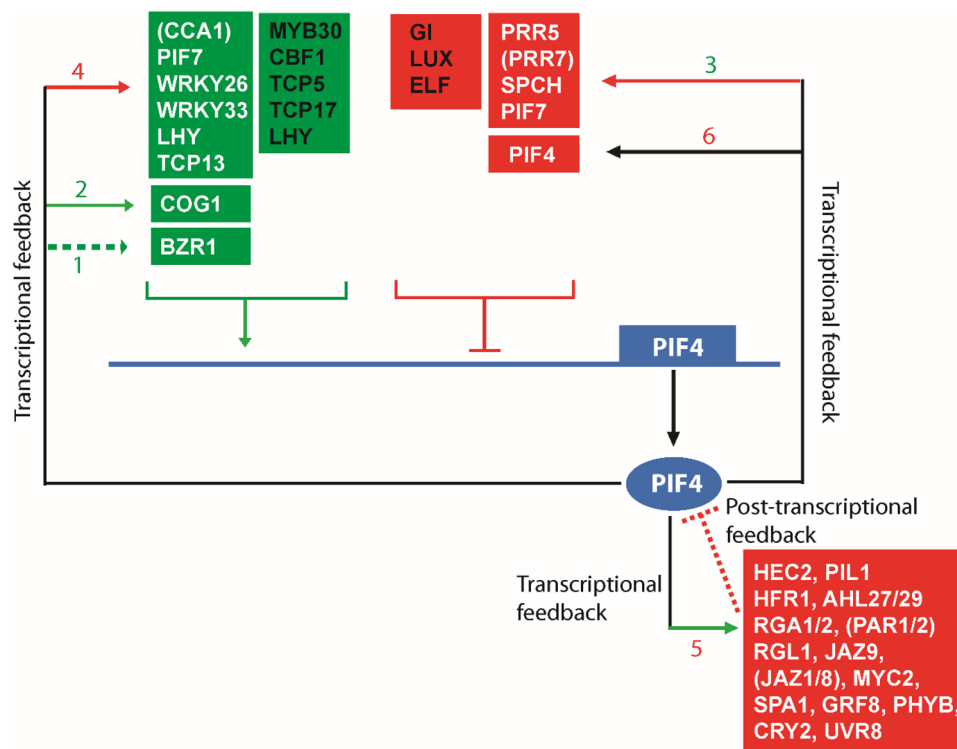 (CCA1)
PIF7
WRKY26
WRKY33
LHY
TCP13
MYB30
CBF1
TCP5
TCP17
LHY
GI
LUX
ELF
PRR5
(PRR7)
SPCH
PIF7
PIF4
4
3
6
2
COG1
1
BZR1
Transcriptional feedback
Transcriptional feedback
PIF4
PIF4
Post-transcriptional
feedback
Transcriptional
feedback
5
HEC2, PIL1
HFR1, AHL27/29
RGA1/2, (PAR1/2)
RGL1, JAZ9,
(JAZ1/8), MYC2,
SPA1, GRF8, PHYB,
CRY2, UVR8